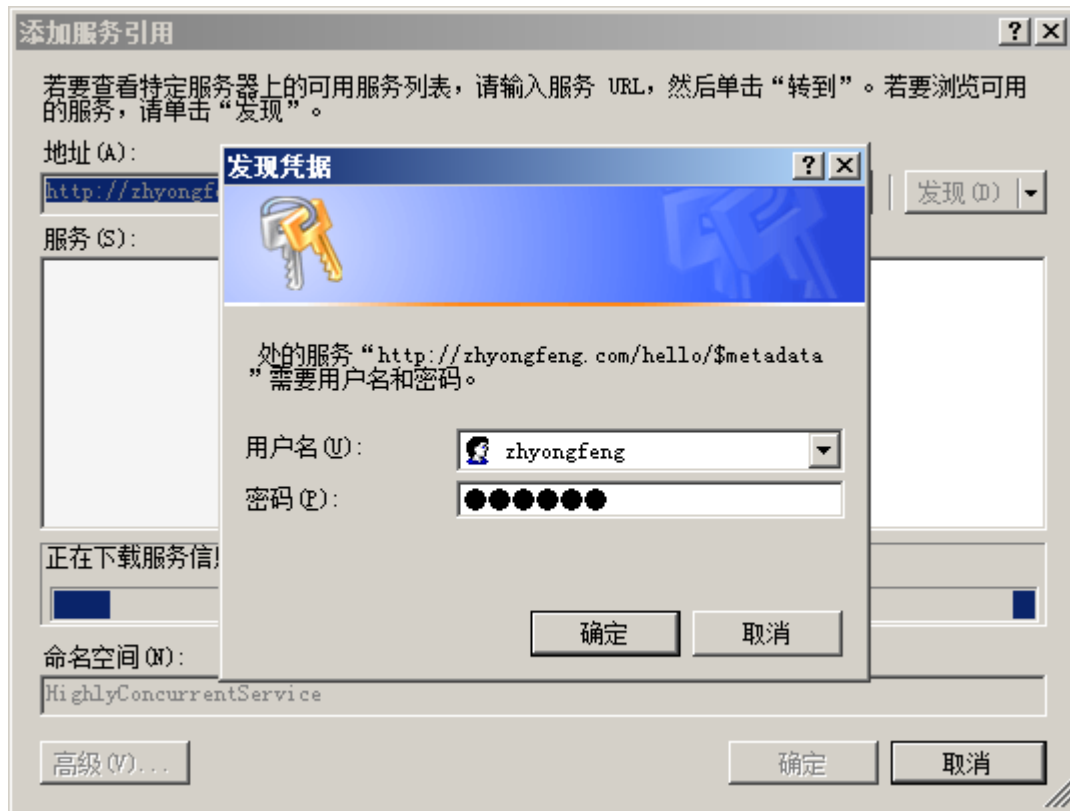 添加服务引用
若要查看特定服务器上的可用服务列表，请输入服务 URL，然后单击“转到”。若要浏览可用
的服务，请单击“发现”。
地址(A):
http://zhyongf
发现(D)
服务(S):
发现凭据
处的服务“http://zhyongfeng.com/hello/$metadata
”需要用户名和密码。
用户名(U):
zhyongfeng
密码(P):
●●●●●●
确定
取消
正在下载服务信
命名空间(N):
HighlyConcurrentService
高级(V)...
确定
取消